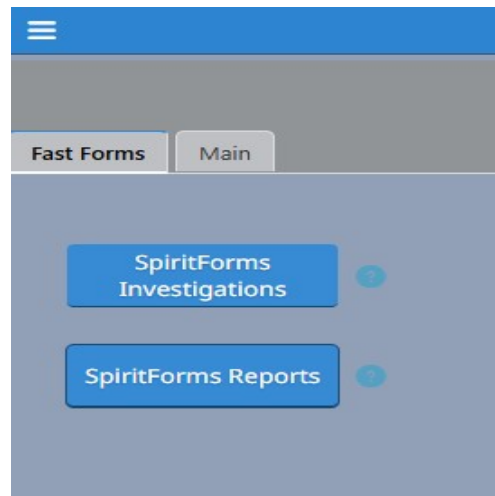 Fast Forms
Main
SpiritForms
Investigations
?
SpiritForms Reports
?